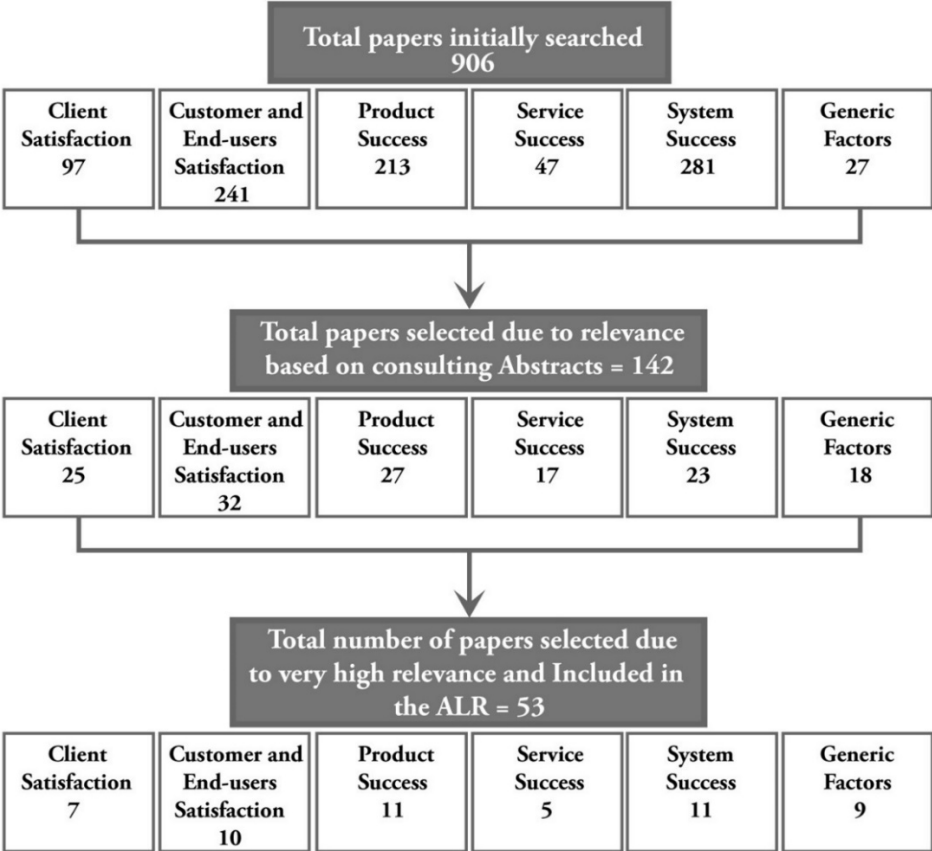 Total papers initially searched
906
Client
Satisfaction
97
Customer and
End-users
Satisfaction
241
Product
Success
213
Service
Success
47
System
Success
281
Generic
Factors
27
Total papers selected due to relevance
based on consulting Abstracts = 142
Client
Satisfaction
25
Customer and
End-users
Satisfaction
32
Product
Success
27
Service
Success
17
System
Success
23
Generic
Factors
18
Total number of papers selected due
to very high relevance and Included in
the ALR = 53
Client
Satisfaction
7
Customer and
End-users
Satisfaction
10
Product
Success
11
Service
Success
5
System
Success
11
Generic
Factors
9